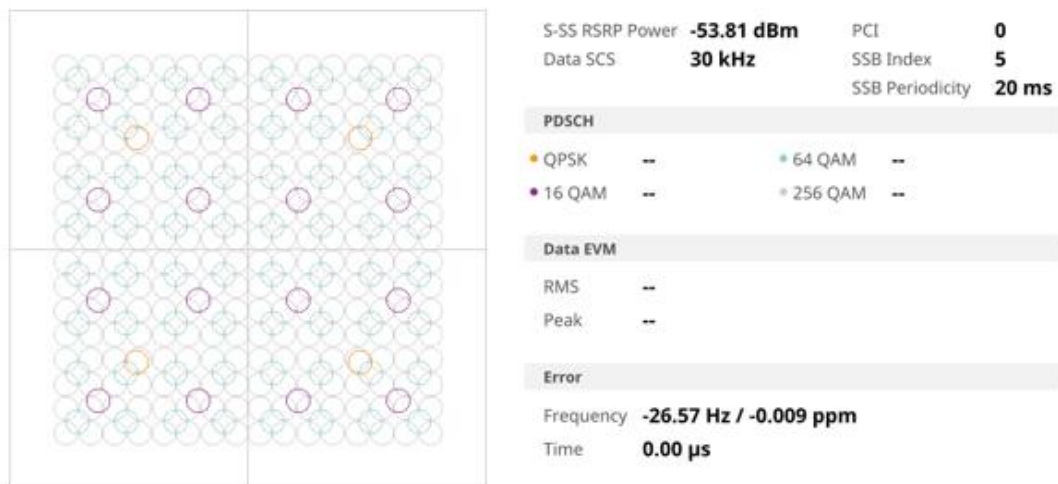 S-SS RSRP Power -53.81 dBm PCI 0
Data SCS 30 kHz SSB Index 5
SSB Periodicity 20 ms
PDSCH
QPSK -- 64 QAM --
16 QAM -- 256 QAM --
Data EVM
RMS --
Peak --
Error
Frequency -26.57 Hz / -0.009 ppm
Time 0.00 µs